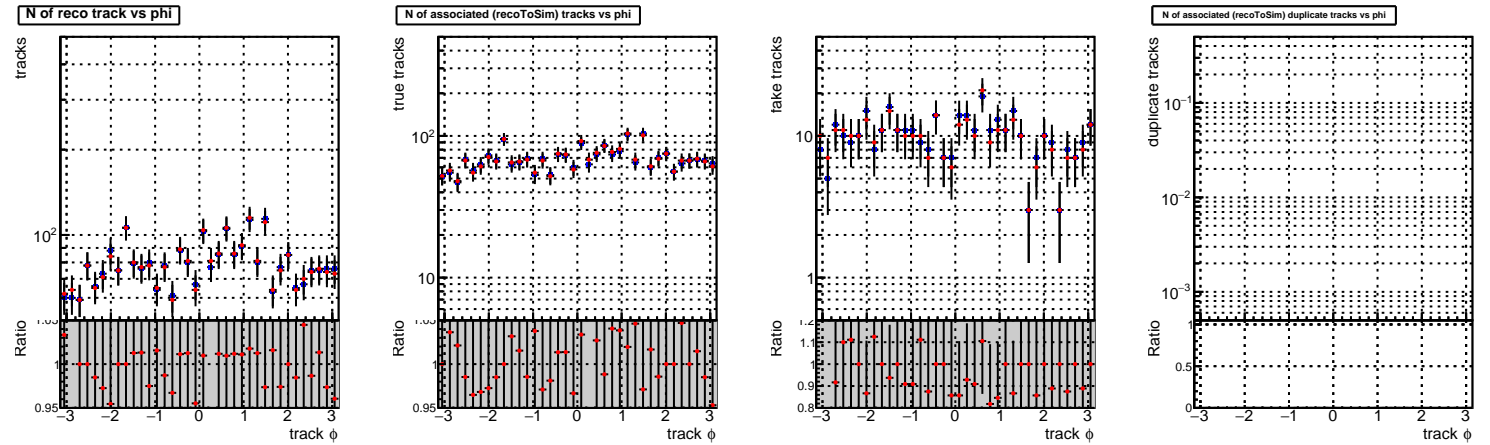 N of reco track vs phi
tracks
10²
Ratio
1.05
1
0.95
−3 −2 −1 0 1 2 3
track ϕ
N of associated (recoToSim) tracks vs phi
true tracks
10²
10
Ratio
1.05
1
0.95
−3 −2 −1 0 1 2 3
track ϕ
fake tracks
10
1
Ratio
1.2
1.1
1
0.9
0.8
−3 −2 −1 0 1 2 3
track ϕ
N of associated (recoToSim) duplicate tracks vs phi
duplicate tracks
10⁻¹
10⁻²
10⁻³
Ratio
1
0.5
0
−3 −2 −1 0 1 2 3
track ϕ